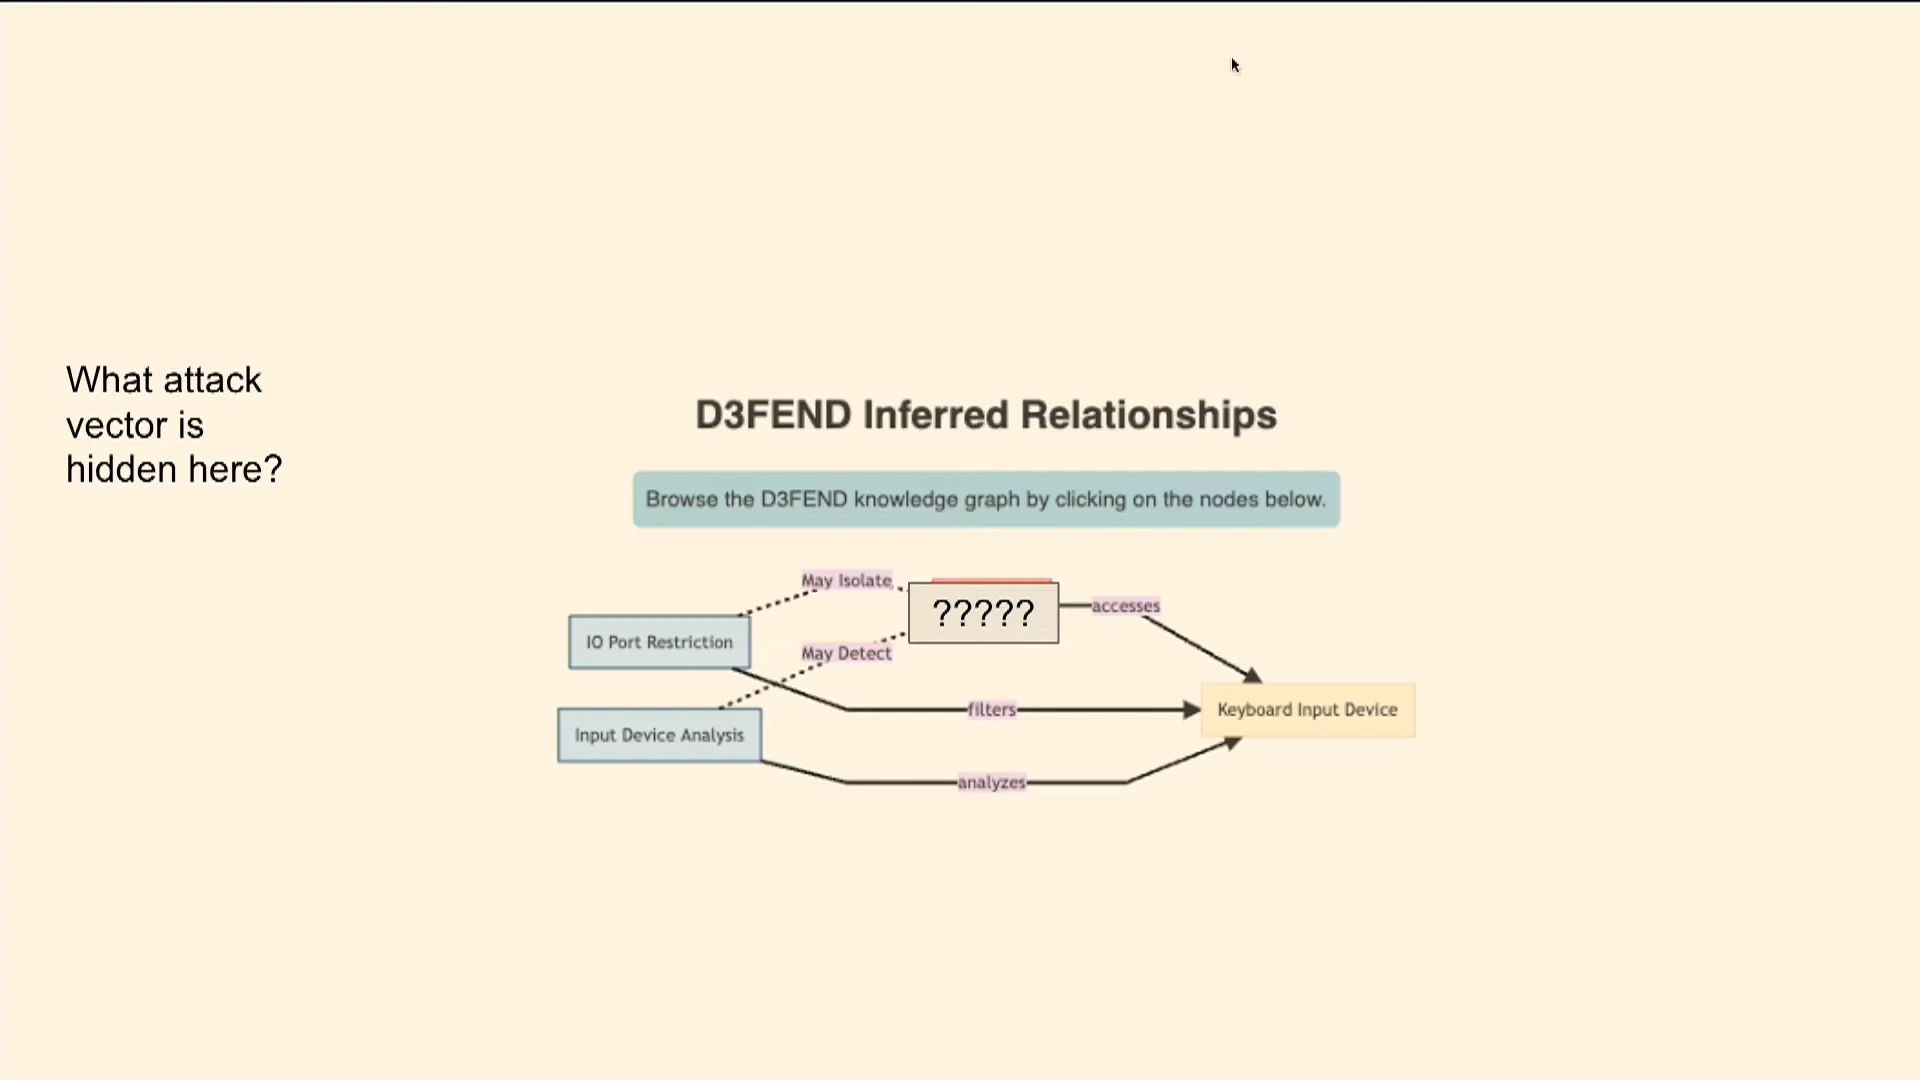 What attack
vector is
hidden here?
D3FEND Inferred Relationships
Browse the D3FEND knowledge graph by clicking on the nodes below.
May Isolate
?????
accesses
IO Port Restriction
May Detect
filters
Keyboard Input Device
Input Device Analysis
analyzes